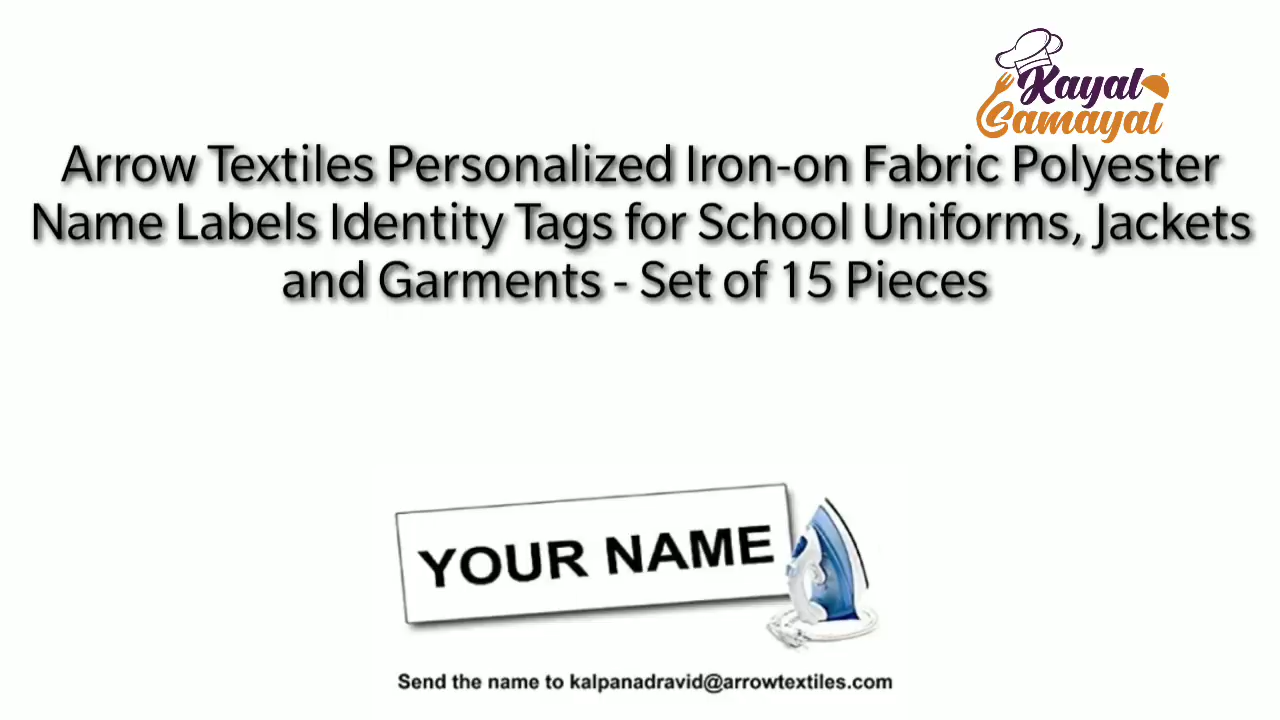 Kayal
Samayal
Arrow Textiles Personalized Iron-on Fabric Polyester
Name Labels Identity Tags for School Uniforms, Jackets
and Garments - Set of 15 Pieces
YOUR NAME
Send the name to kalpanadravid@arrowtextiles.com